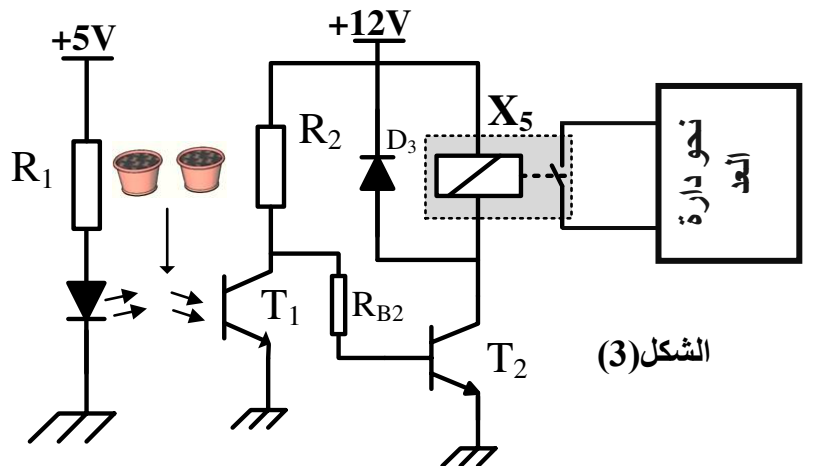 +5V
+12V
R1
R2
D3
X5
نحو دارة
العد
T1
RB2
T2
الشكل(3)